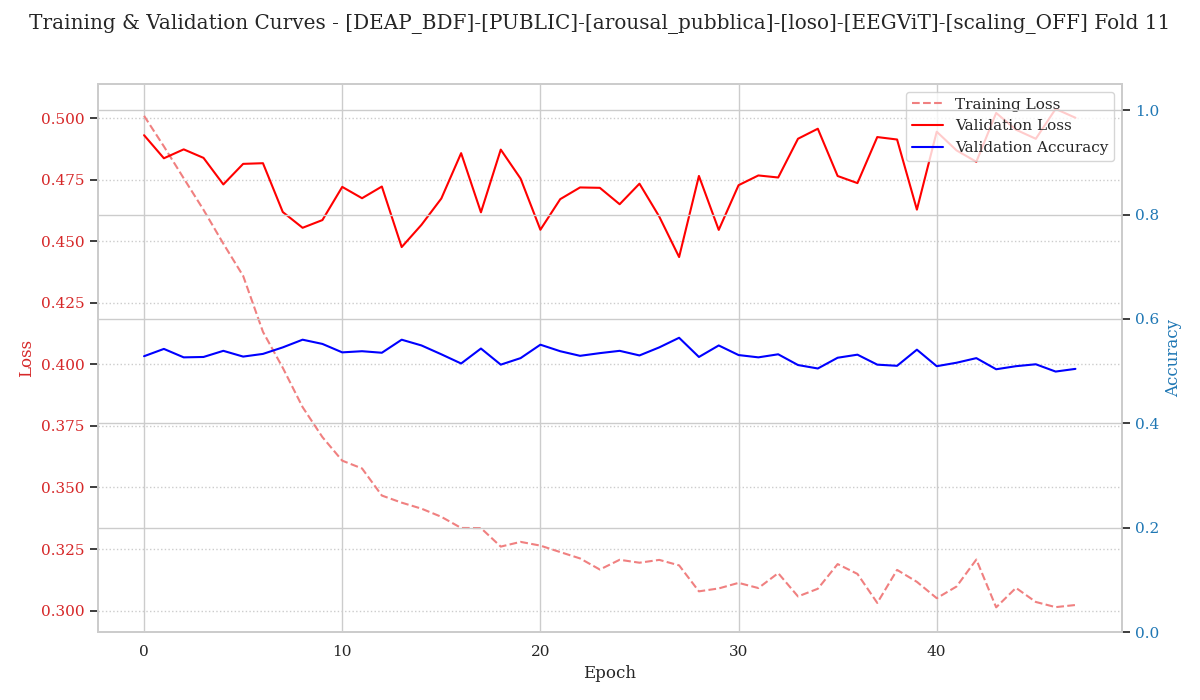 Training & Validation Curves - [DEAP_BDF]-[PUBLIC]-[arousal_pubblica]-[loso]-[EEGViT]-[scaling_OFF] Fold 11
Training Loss
Validation Loss
Validation Accuracy
0.500
0.475
0.450
0.425
0.400
0.375
0.350
0.325
0.300
Loss
1.0
0.8
0.6
0.4
0.2
0.0
Accuracy
0 10 20 30 40
Epoch